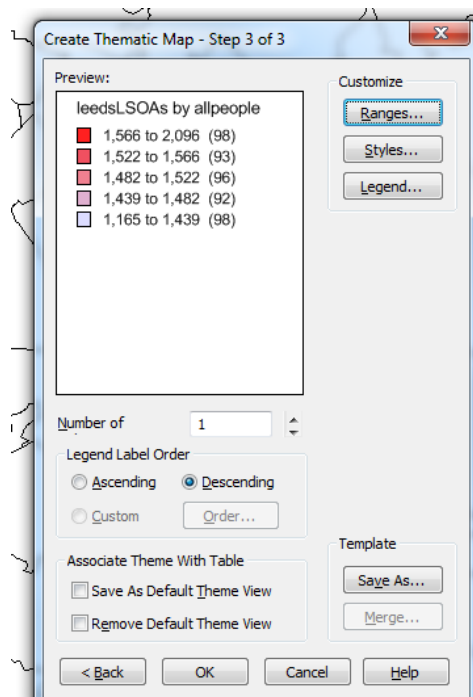 Create Thematic Map - Step 3 of 3
Preview:
leedsLSOAs by allpeople
1,566 to 2,096 (98)
1,522 to 1,566 (93)
1,482 to 1,522 (96)
1,439 to 1,482 (92)
1,165 to 1,439 (98)
Customize
Ranges...
Styles...
Legend...
Number of
1
Legend Label Order
Ascending
Descending
Custom
Order...
Associate Theme With Table
Save As Default Theme View
Remove Default Theme View
Template
Save As...
Merge...
< Back
OK
Cancel
Help